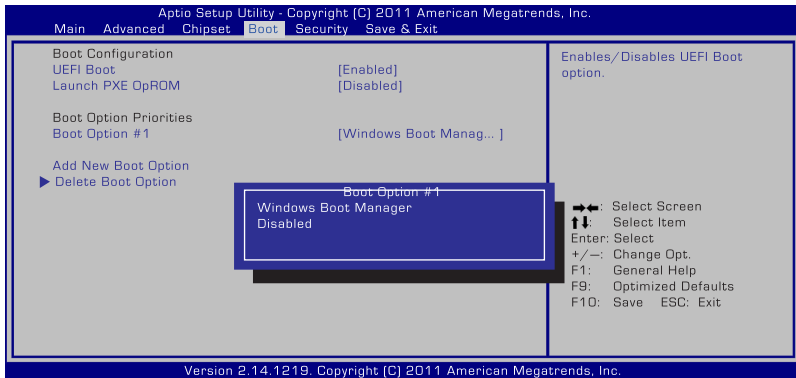 Aptio Setup Utility - Copyright (C) 2011 American Megatrends, Inc.
Main Advanced Chipset Boot Security Save & Exit
Boot Configuration
UEFI Boot [Enabled]
Launch PXE OpROM [Disabled]
Boot Option Priorities
Boot Option #1 [Windows Boot Manag... ]
Add New Boot Option
Delete Boot Option
Boot Option #1
Windows Boot Manager
Disabled
Enables/Disables UEFI Boot
option.
→←: Select Screen
↑↓: Select Item
Enter: Select
+/—: Change Opt.
F1: General Help
F9: Optimized Defaults
F10: Save ESC: Exit
Version 2.14.1219. Copyright (C) 2011 American Megatrends, Inc.